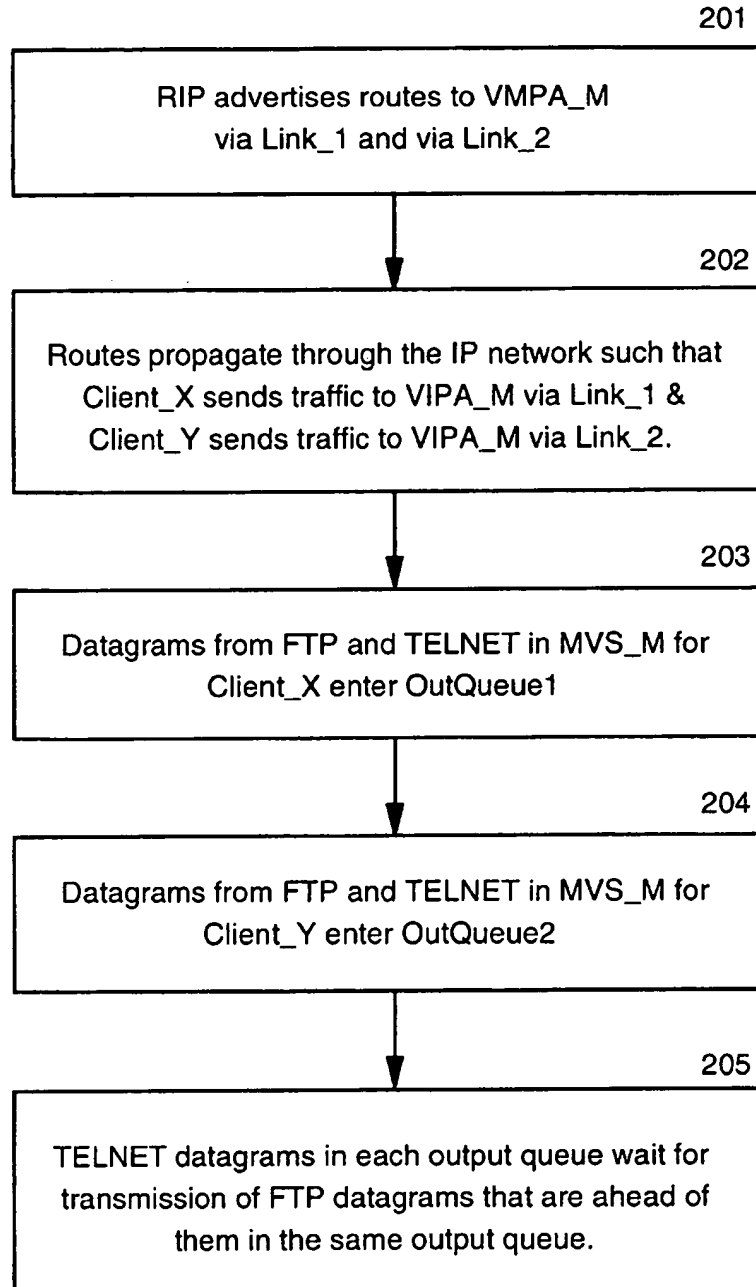 201
RIP advertises routes to VMPA_M
via Link_1 and via Link_2
202
Routes propagate through the IP network such that
Client_X sends traffic to VIPA_M via Link_1 &
Client_Y sends traffic to VIPA_M via Link_2.
203
Datagrams from FTP and TELNET in MVS_M for
Client_X enter OutQueue1
204
Datagrams from FTP and TELNET in MVS_M for
Client_Y enter OutQueue2
205
TELNET datagrams in each output queue wait for
transmission of FTP datagrams that are ahead of
them in the same output queue.